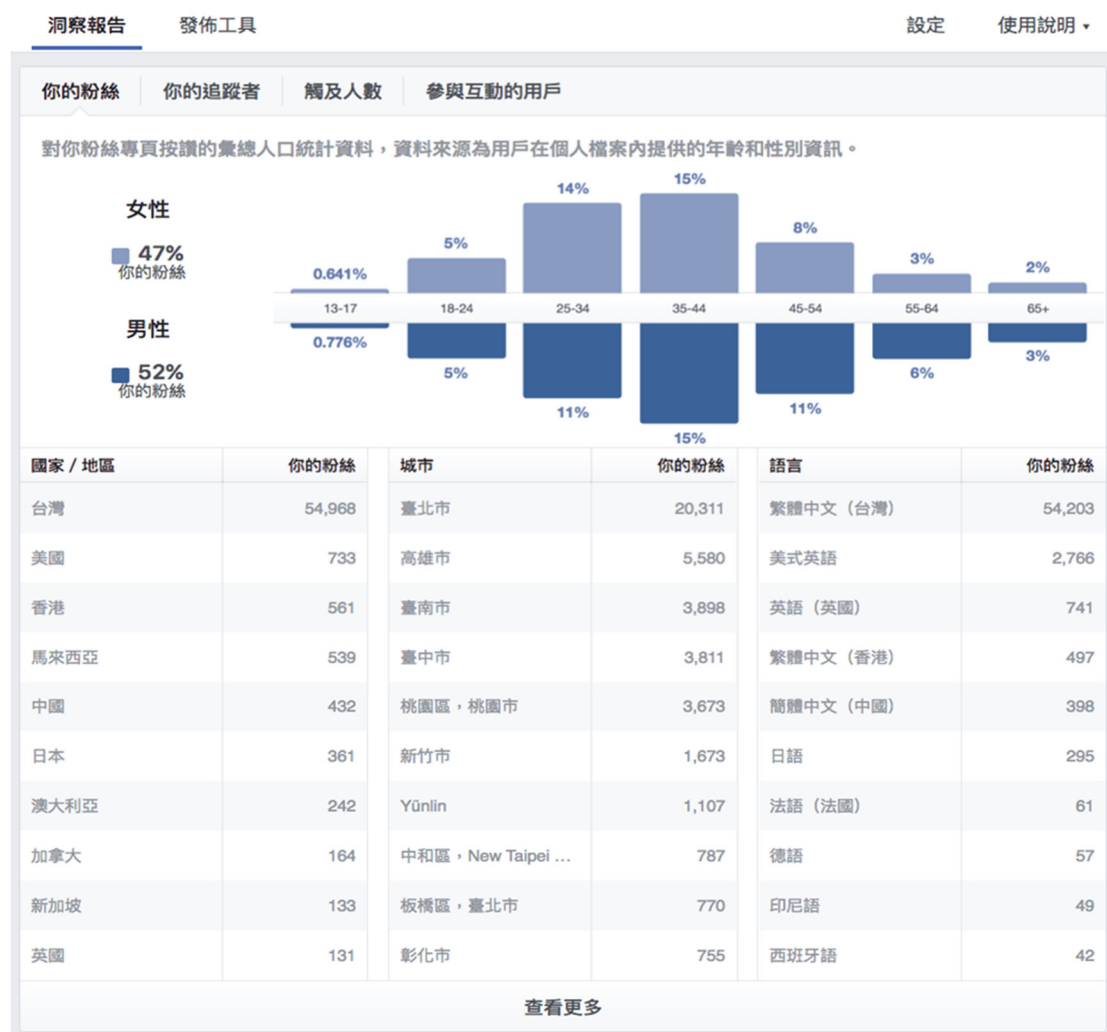 洞察報告 發佈工具 設定 使用說明
你的粉絲 你的追蹤者 觸及人數 參與互動的用戶
對你粉絲專頁按讚的彙總人口統計資料，資料來源為用戶在個人檔案內提供的年齡和性別資訊。
女性
47%
你的粉絲
0.641% 5% 14% 15% 8% 3% 2%
13-17 18-24 25-34 35-44 45-54 55-64 65+
男性
52%
你的粉絲
0.776% 5% 11% 15% 11% 6% 3%
國家 / 地區 你的粉絲 城市 你的粉絲 語言 你的粉絲
台灣 54,968 臺北市 20,311 繁體中文（台灣） 54,203
美國 733 高雄市 5,580 美式英語 2,766
香港 561 臺南市 3,898 英語（英國） 741
馬來西亞 539 臺中市 3,811 繁體中文（香港） 497
中國 432 桃園區，桃園市 3,673 簡體中文（中國） 398
日本 361 新竹市 1,673 日語 295
澳大利亞 242 Yünlin 1,107 法語（法國） 61
加拿大 164 中和區，New Taipei ... 787 德語 57
新加坡 133 板橋區，臺北市 770 印尼語 49
英國 131 彰化市 755 西班牙語 42
查看更多